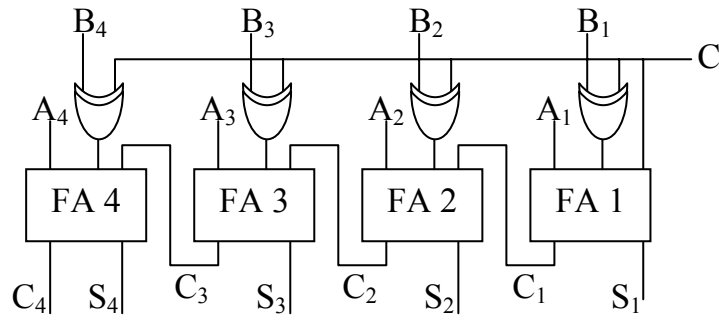 B₄ B₃ B₂ B₁
C
A₄ A₃ A₂ A₁
FA 4 FA 3 FA 2 FA 1
C₄ S₄ C₃ S₃ C₂ S₂ C₁ S₁